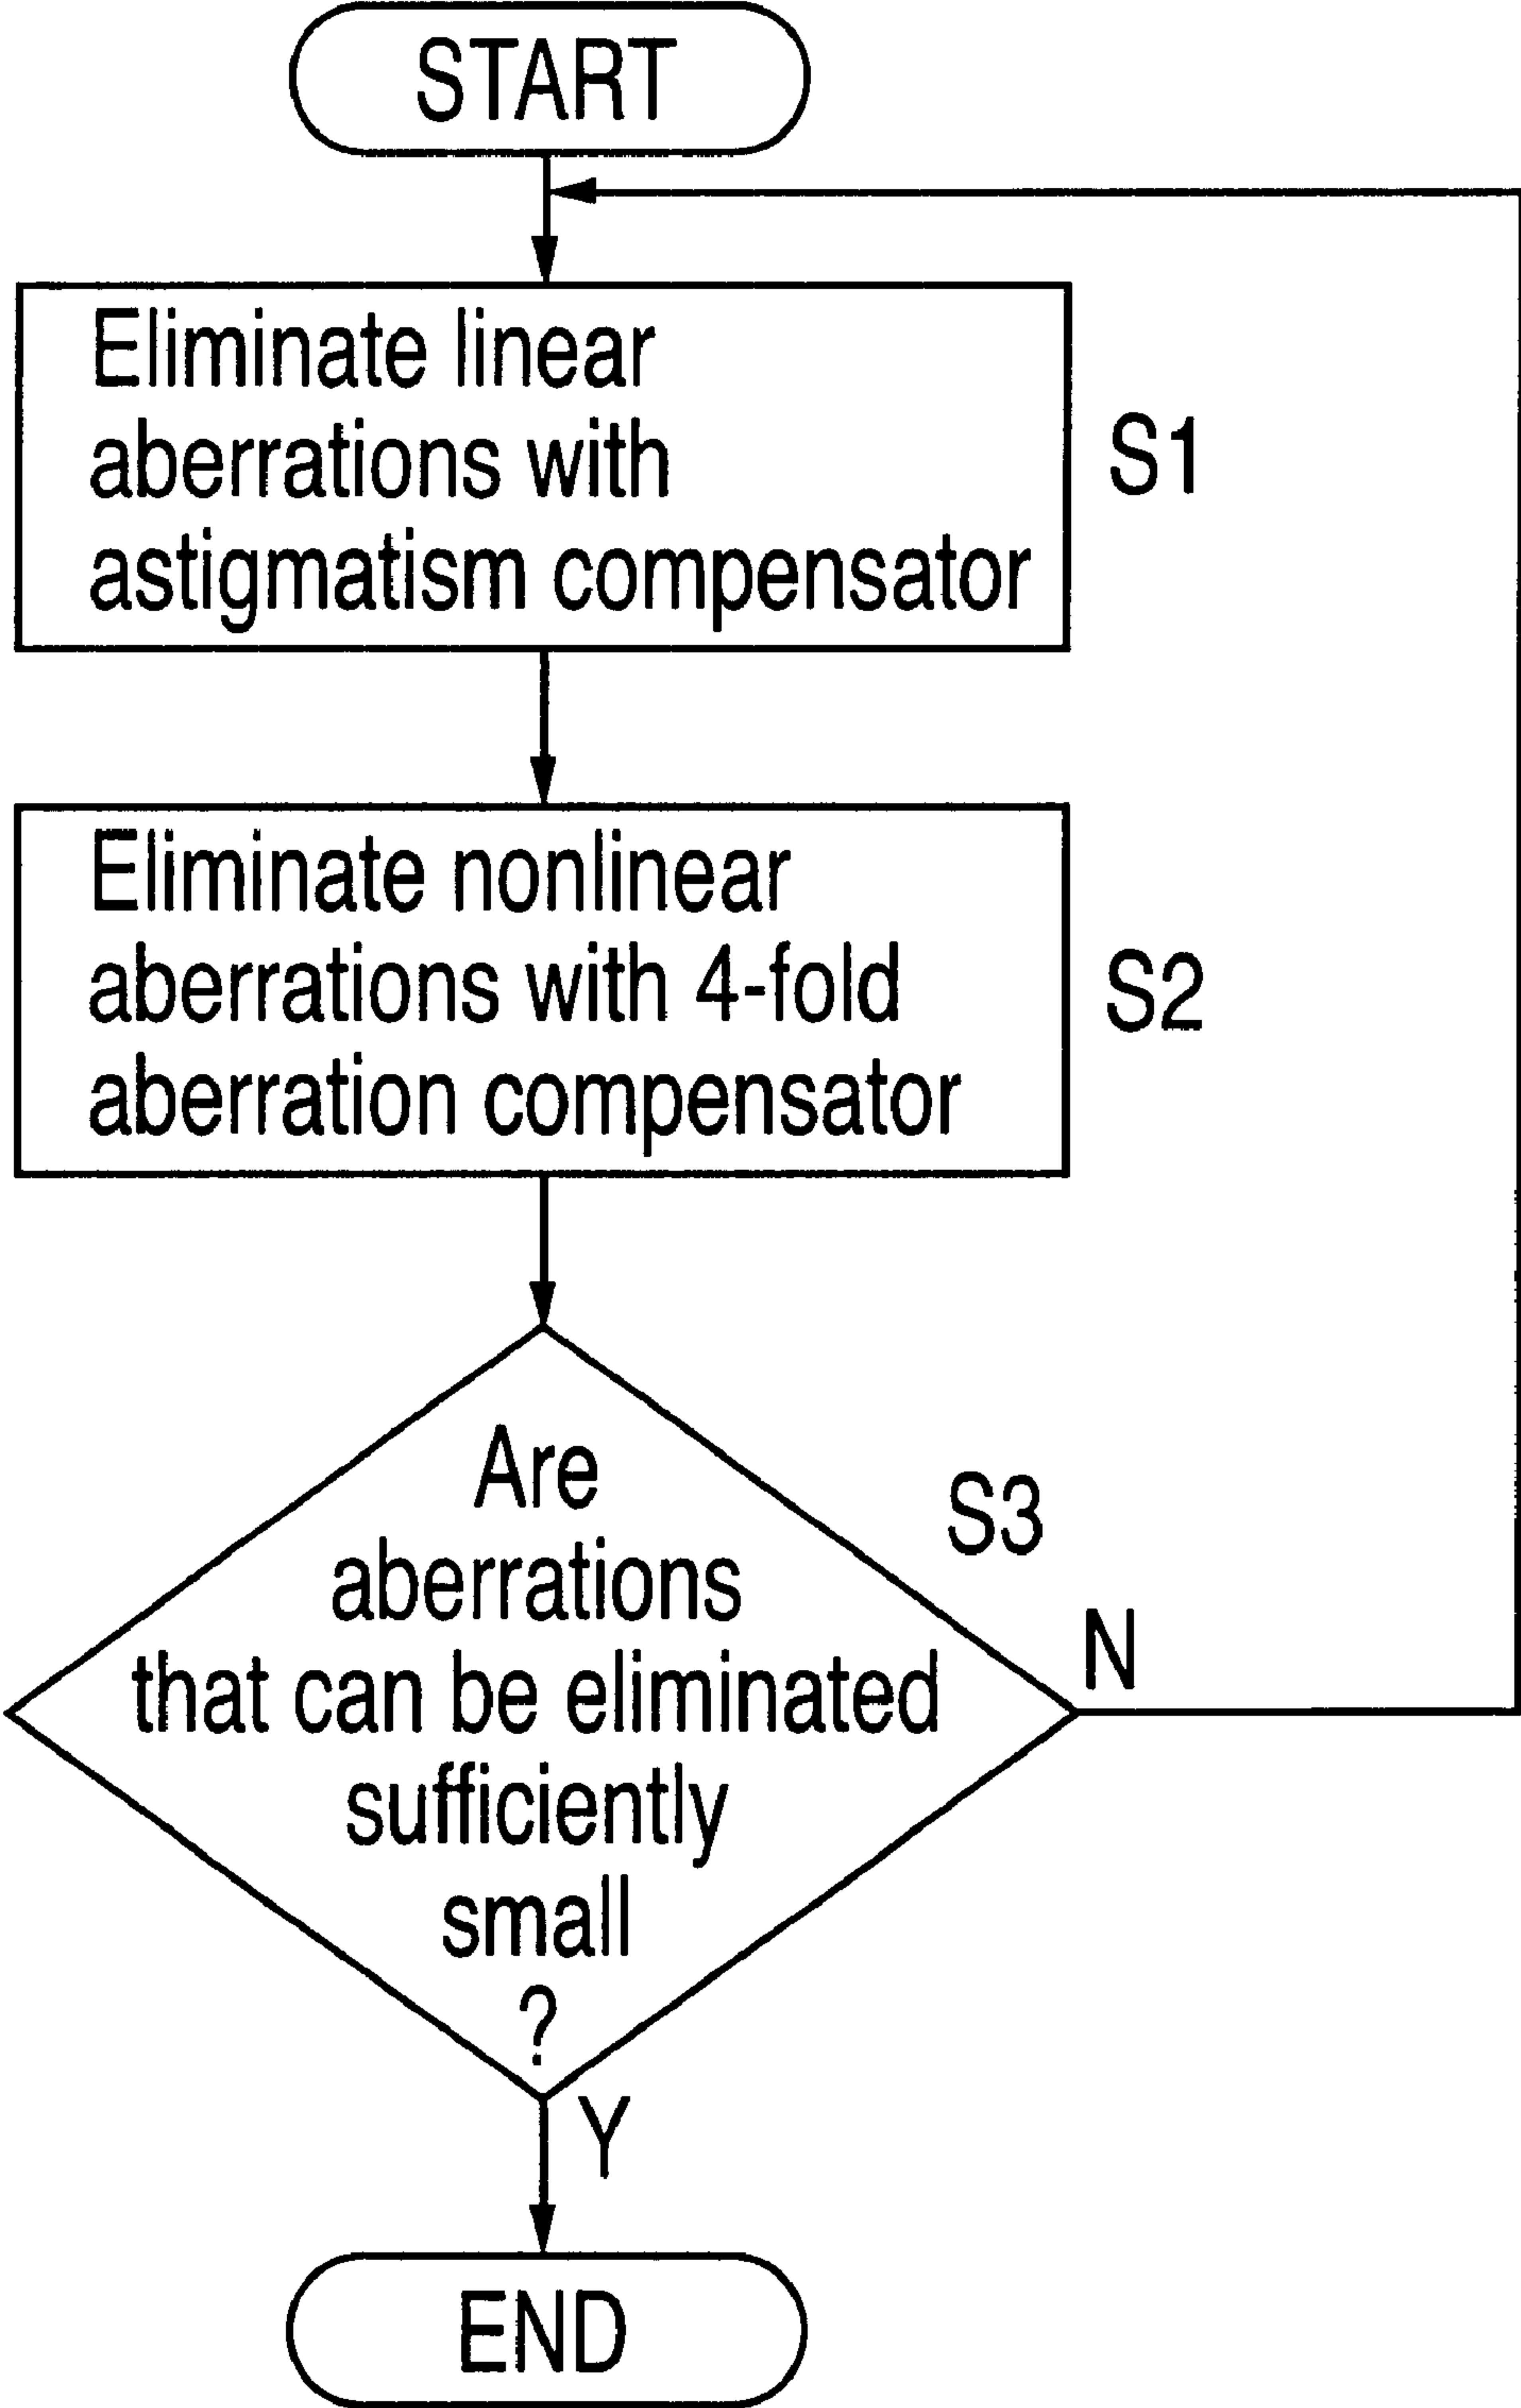 START
Eliminate linear
aberrations with
astigmatism compensator
S1
Eliminate nonlinear
aberrations with 4-fold
aberration compensator
S2
Are
aberrations
that can be eliminated
sufficiently
small
?
S3
N
Y
END